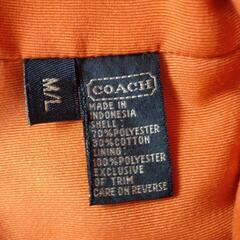 COACH
MADE IN
INDONESIA
SHELL:
70%POLYESTER
30%COTTON
LINING:
100%POLYESTER
EXCLUSIVE
OF TRIM
CARE ON REVERSE
M/L